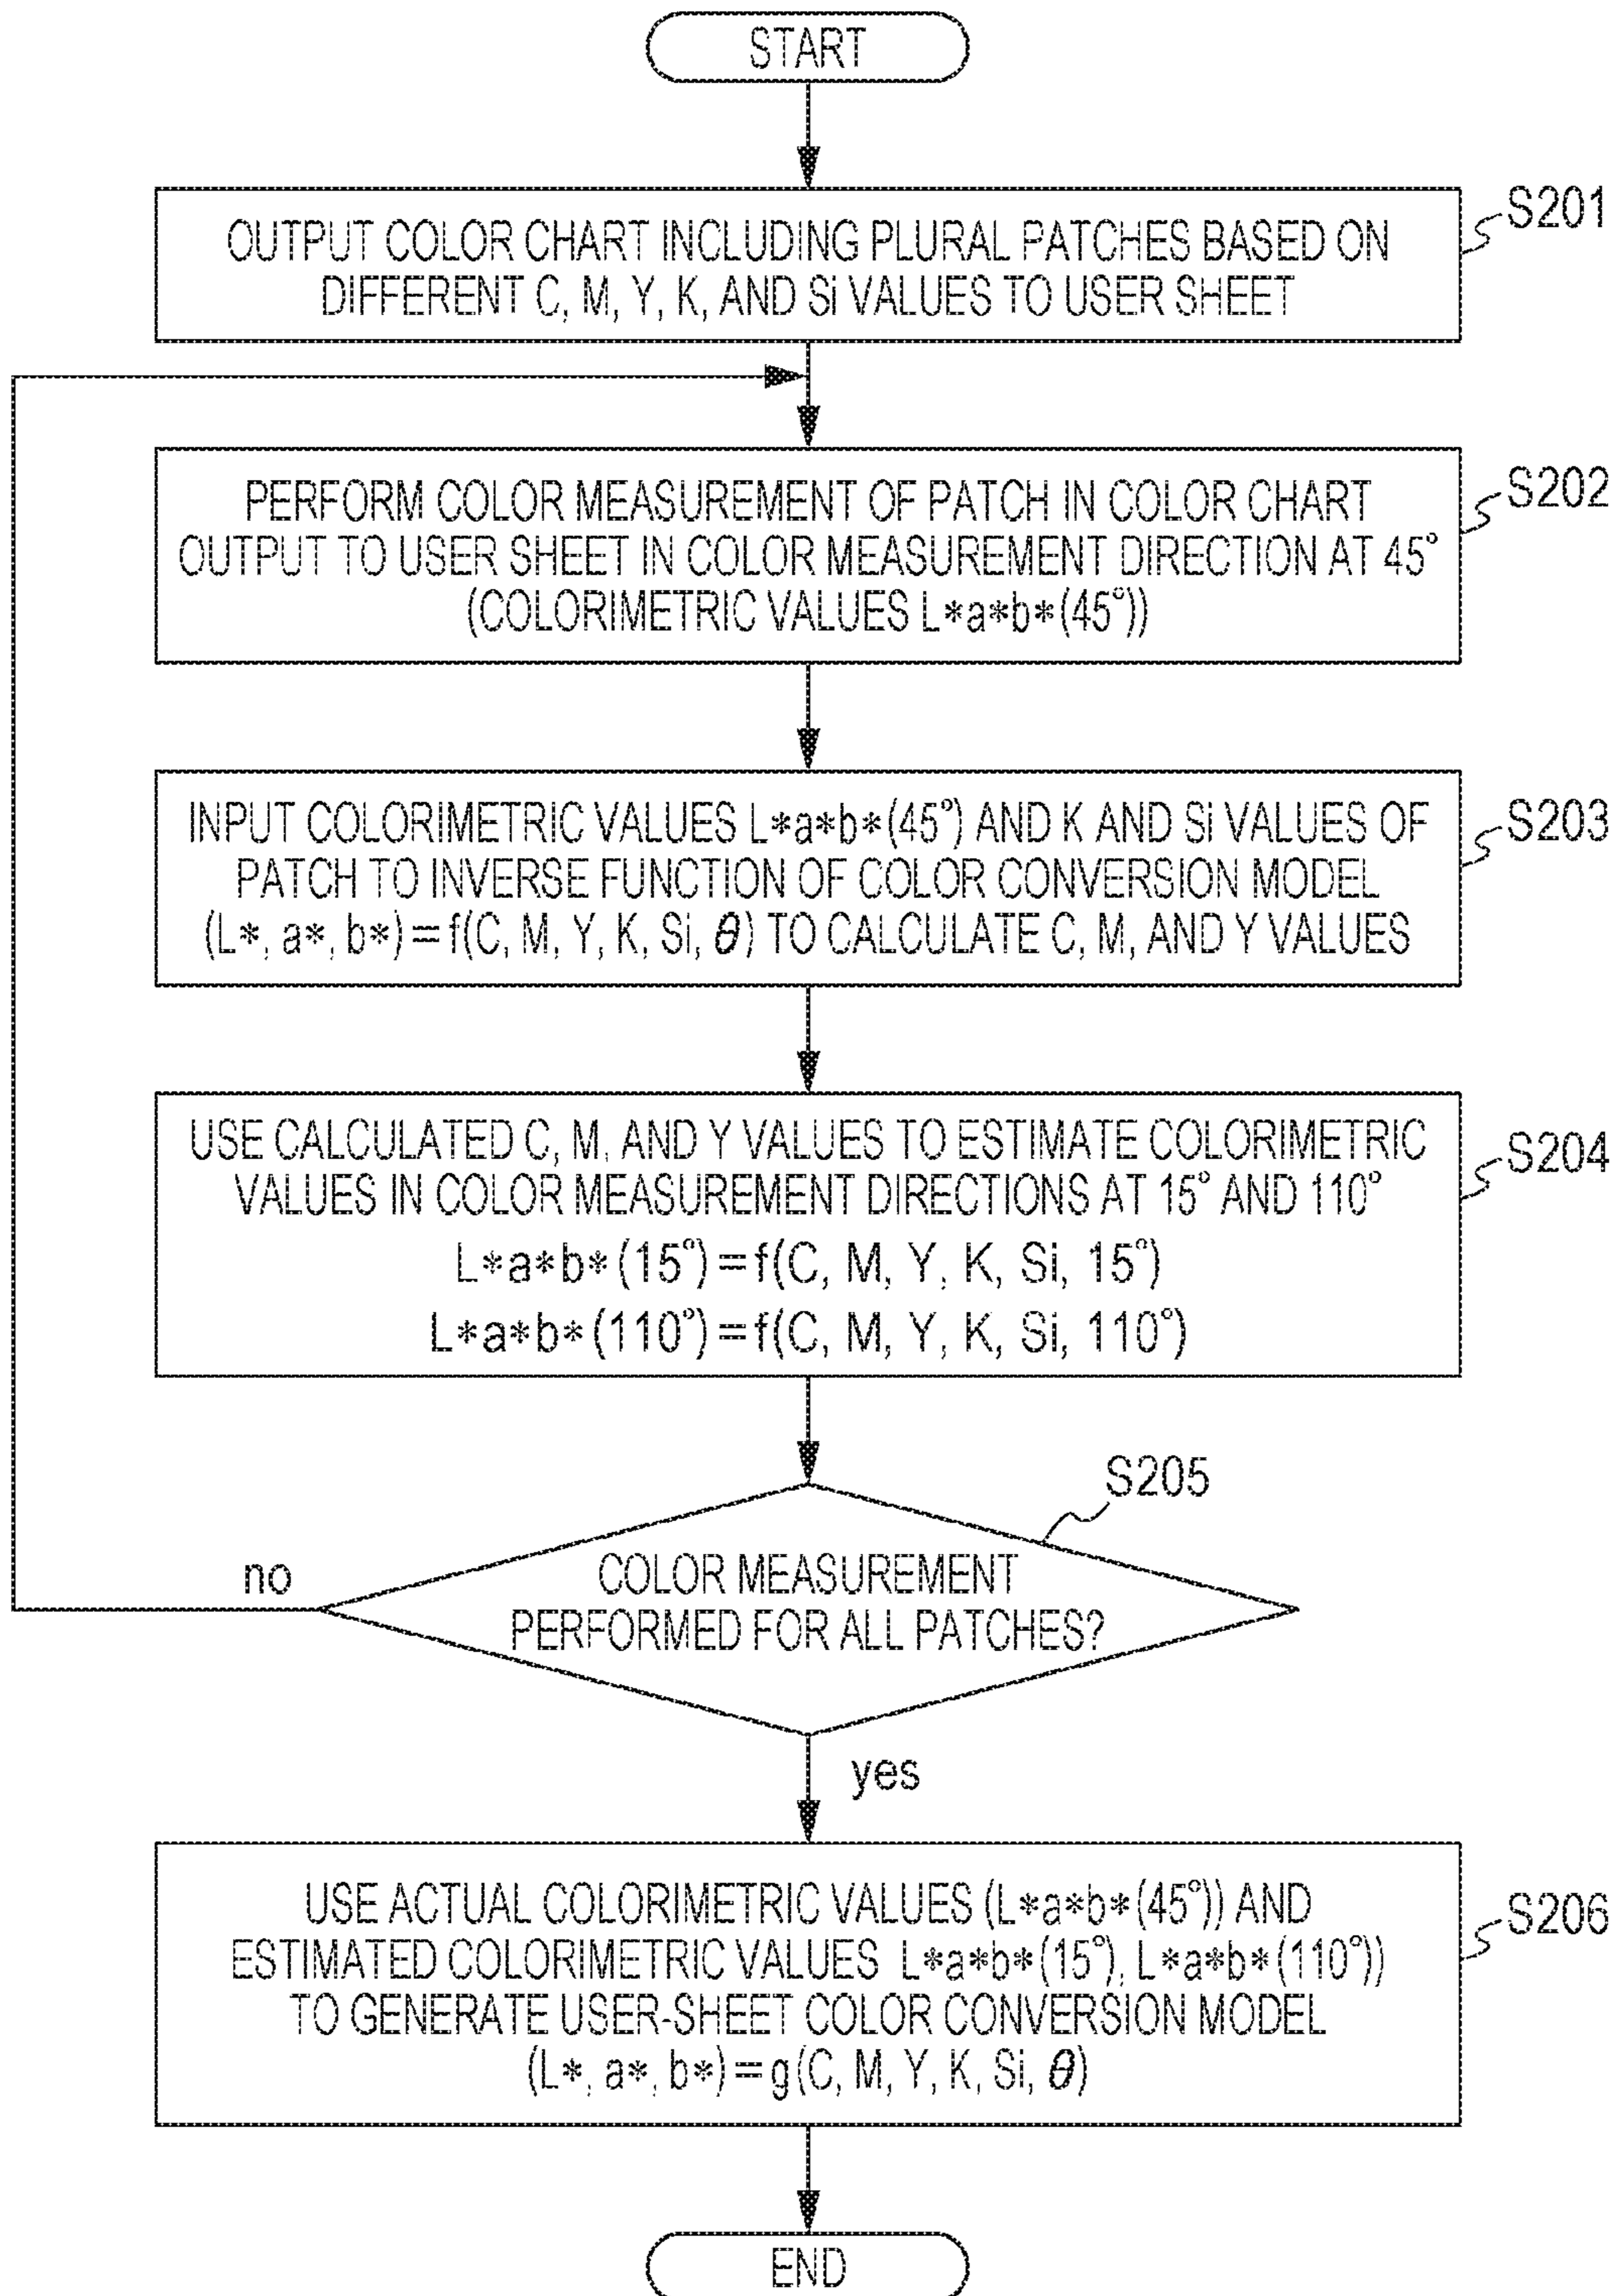 START
OUTPUT COLOR CHART INCLUDING PLURAL PATCHES BASED ON
DIFFERENT C, M, Y, K, AND Si VALUES TO USER SHEET
S201
PERFORM COLOR MEASUREMENT OF PATCH IN COLOR CHART
OUTPUT TO USER SHEET IN COLOR MEASUREMENT DIRECTION AT 45°
(COLORIMETRIC VALUES L*a*b*(45°))
S202
INPUT COLORIMETRIC VALUES L*a*b*(45°) AND K AND Si VALUES OF
PATCH TO INVERSE FUNCTION OF COLOR CONVERSION MODEL
(L*, a*, b*)=f(C, M, Y, K, Si, θ) TO CALCULATE C, M, AND Y VALUES
S203
USE CALCULATED C, M, AND Y VALUES TO ESTIMATE COLORIMETRIC
VALUES IN COLOR MEASUREMENT DIRECTIONS AT 15° AND 110°
L*a*b*(15°)=f(C, M, Y, K, Si, 15°)
L*a*b*(110°)=f(C, M, Y, K, Si, 110°)
S204
S205
COLOR MEASUREMENT
PERFORMED FOR ALL PATCHES?
no
yes
USE ACTUAL COLORIMETRIC VALUES (L*a*b*(45°)) AND
ESTIMATED COLORIMETRIC VALUES L*a*b*(15°), L*a*b*(110°))
TO GENERATE USER-SHEET COLOR CONVERSION MODEL
(L*, a*, b*)=g(C, M, Y, K, Si, θ)
S206
END